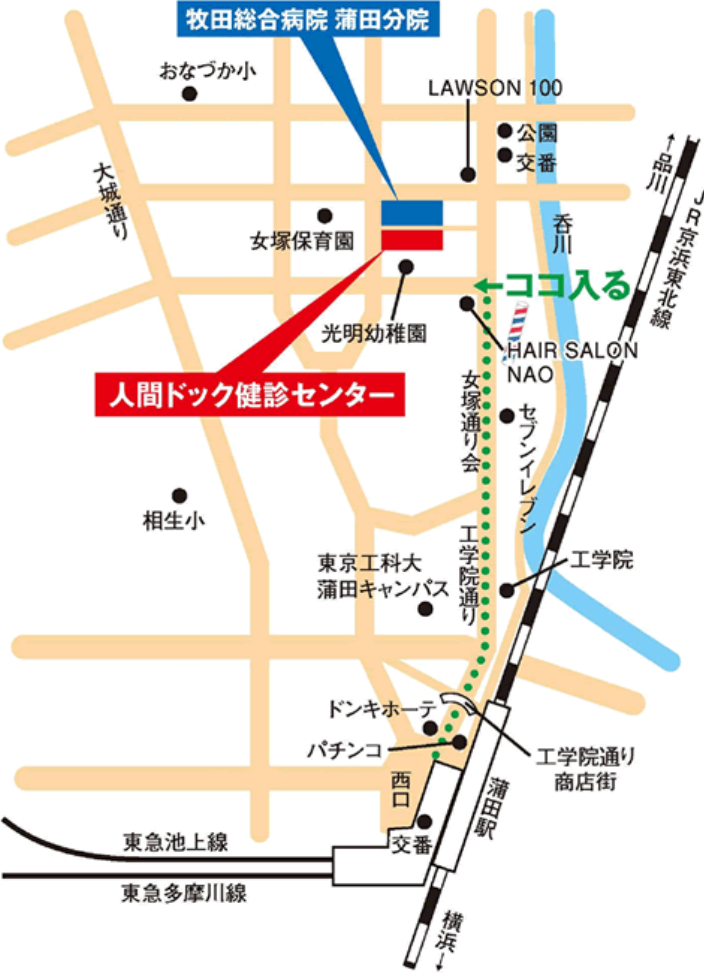 牧田総合病院 蒲田分院
おなづか小
LAWSON 100
公園
交番
←品川
JR京浜東北線
大城通り
呑川
女塚保育園
←ココ入る
光明幼稚園
HAIR SALON
NAO
人間ドック健診センター
女塚通り会
セブンイレブン
相生小
工学院通り
東京工科大
蒲田キャンパス
工学院
ドンキホーテ
パチンコ
工学院通り
商店街
西口
蒲田駅
交番
東急池上線
東急多摩川線
横浜→